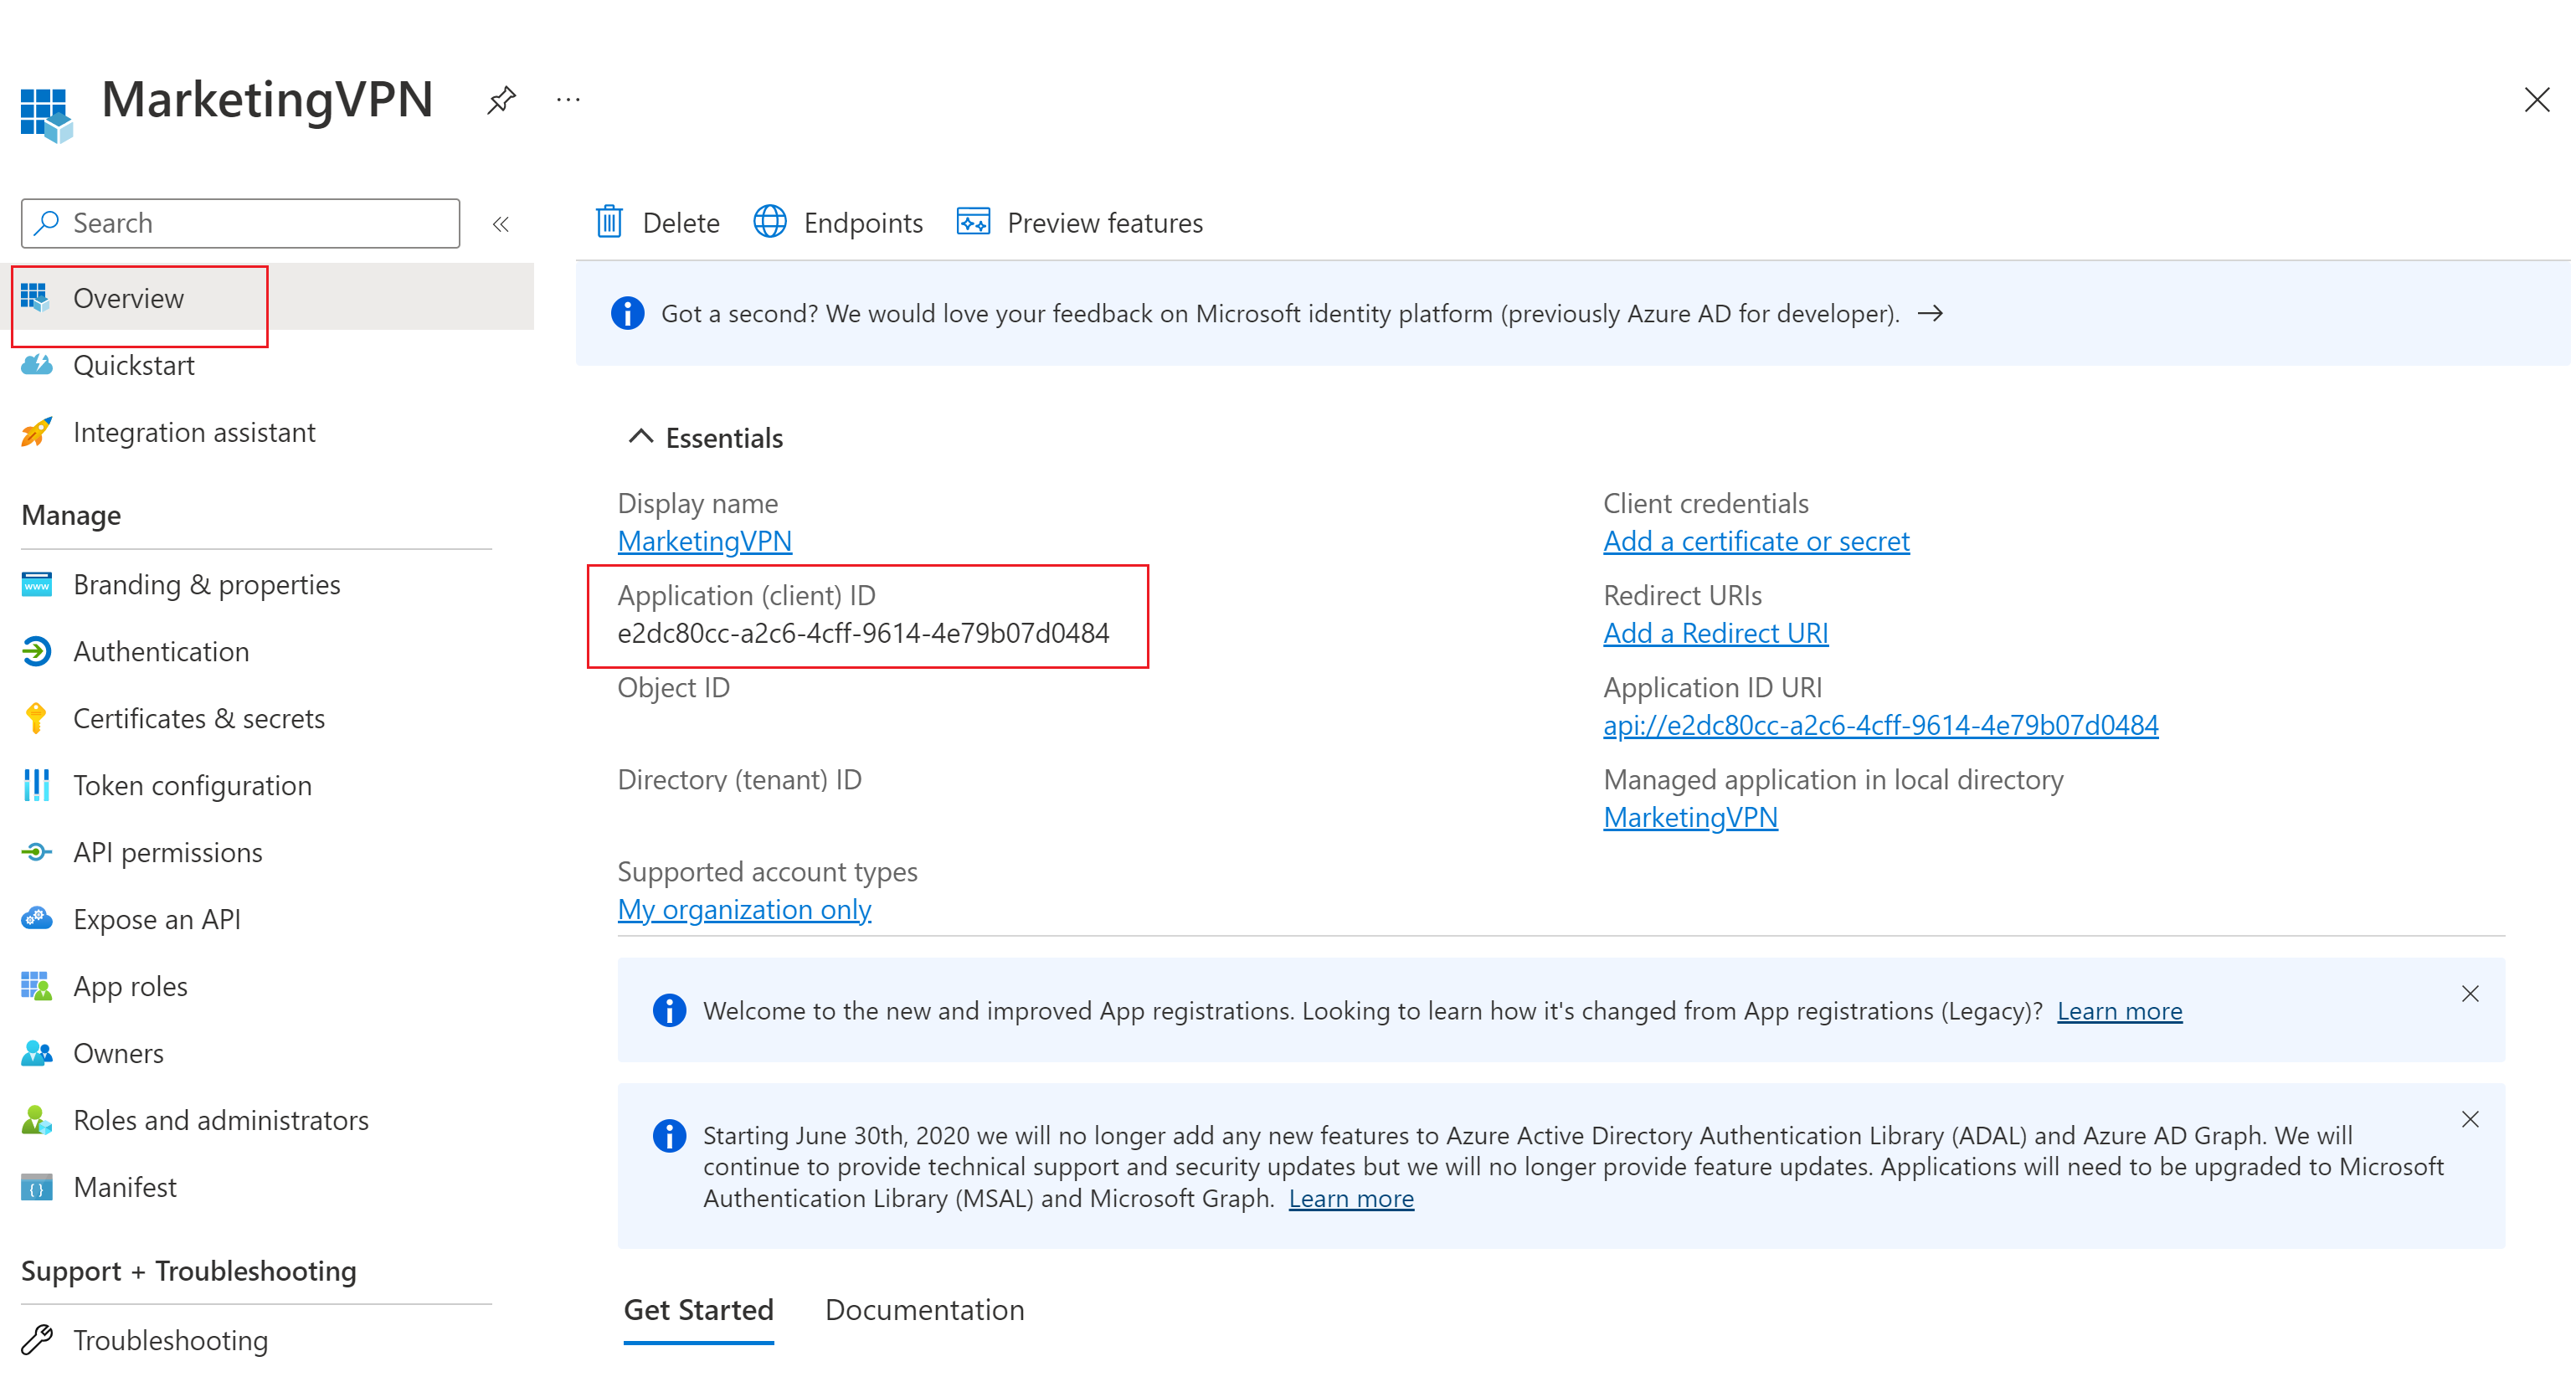 MarketingVPN
Search
Delete
Endpoints
Preview features
Overview
Quickstart
Integration assistant
Manage
Branding & properties
Authentication
Certificates & secrets
Token configuration
API permissions
Expose an API
App roles
Owners
Roles and administrators
Manifest
Support + Troubleshooting
Troubleshooting
Got a second? We would love your feedback on Microsoft identity platform (previously Azure AD for developer).
Essentials
Display name
MarketingVPN
Application (client) ID
e2dc80cc-a2c6-4cff-9614-4e79b07d0484
Object ID
Directory (tenant) ID
Supported account types
My organization only
Client credentials
Add a certificate or secret
Redirect URIs
Add a Redirect URI
Application ID URI
api://e2dc80cc-a2c6-4cff-9614-4e79b07d0484
Managed application in local directory
MarketingVPN
Welcome to the new and improved App registrations. Looking to learn how it's changed from App registrations (Legacy)? Learn more
Starting June 30th, 2020 we will no longer add any new features to Azure Active Directory Authentication Library (ADAL) and Azure AD Graph. We will
continue to provide technical support and security updates but we will no longer provide feature updates. Applications will need to be upgraded to Microsoft
Authentication Library (MSAL) and Microsoft Graph. Learn more
Get Started
Documentation